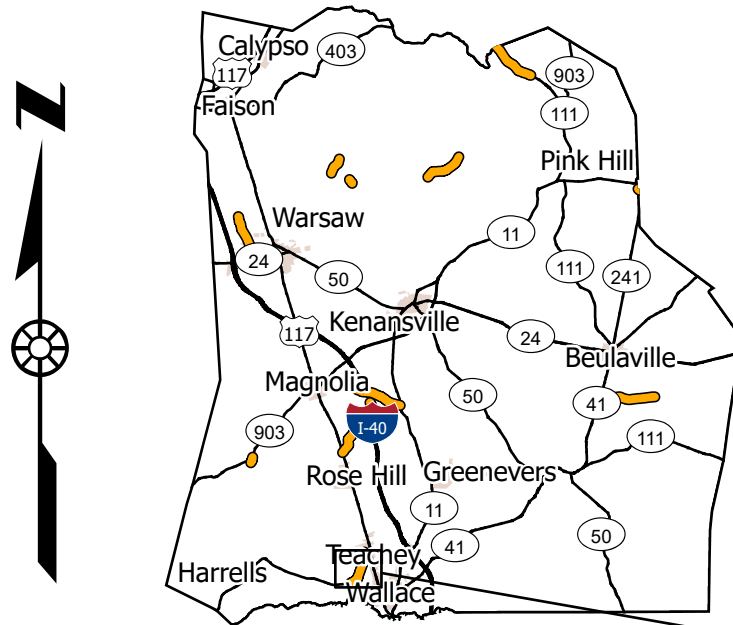 Calypso
403
117
903
Faison
111
Pink Hill
Warsaw
11
24
50
111
241
Kenansville
117
24
Beulaville
Magnolia
50
41
I-40
903
111
Rose Hill
Greenevers
11
50
41
Teachey
Harrells
Wallace
N